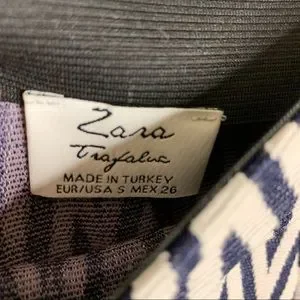 Zara
Trafaluc
MADE IN TURKEY
EUR/USA S MEX 26